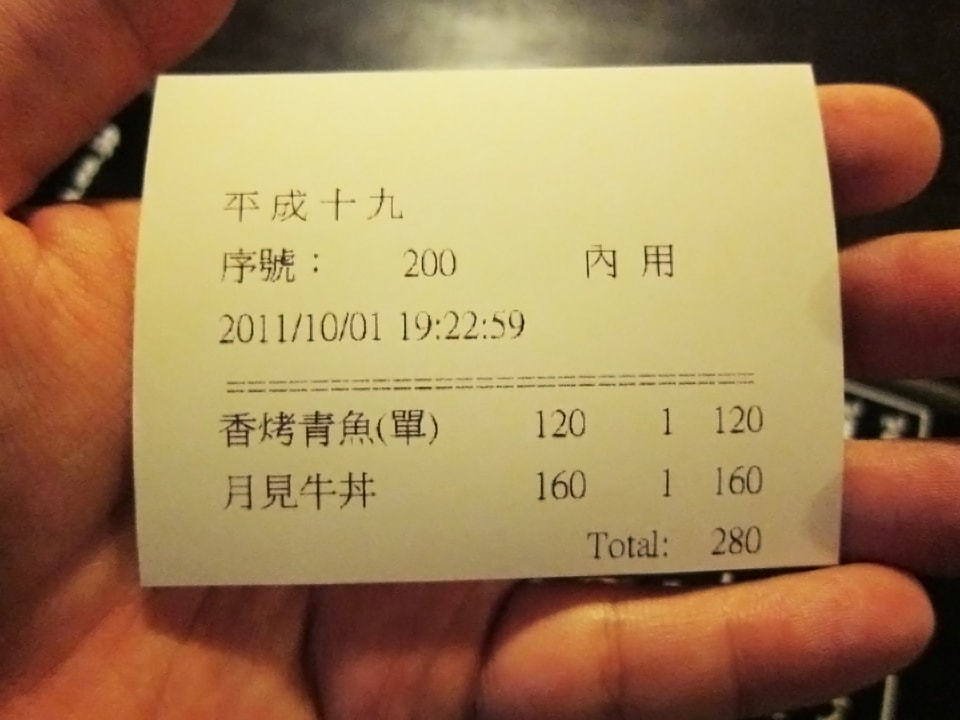 平成十九
序號： 200 內用
2011/10/01 19:22:59
==========================
香烤青魚(單) 120 1 120
月見牛丼 160 1 160
Total: 280